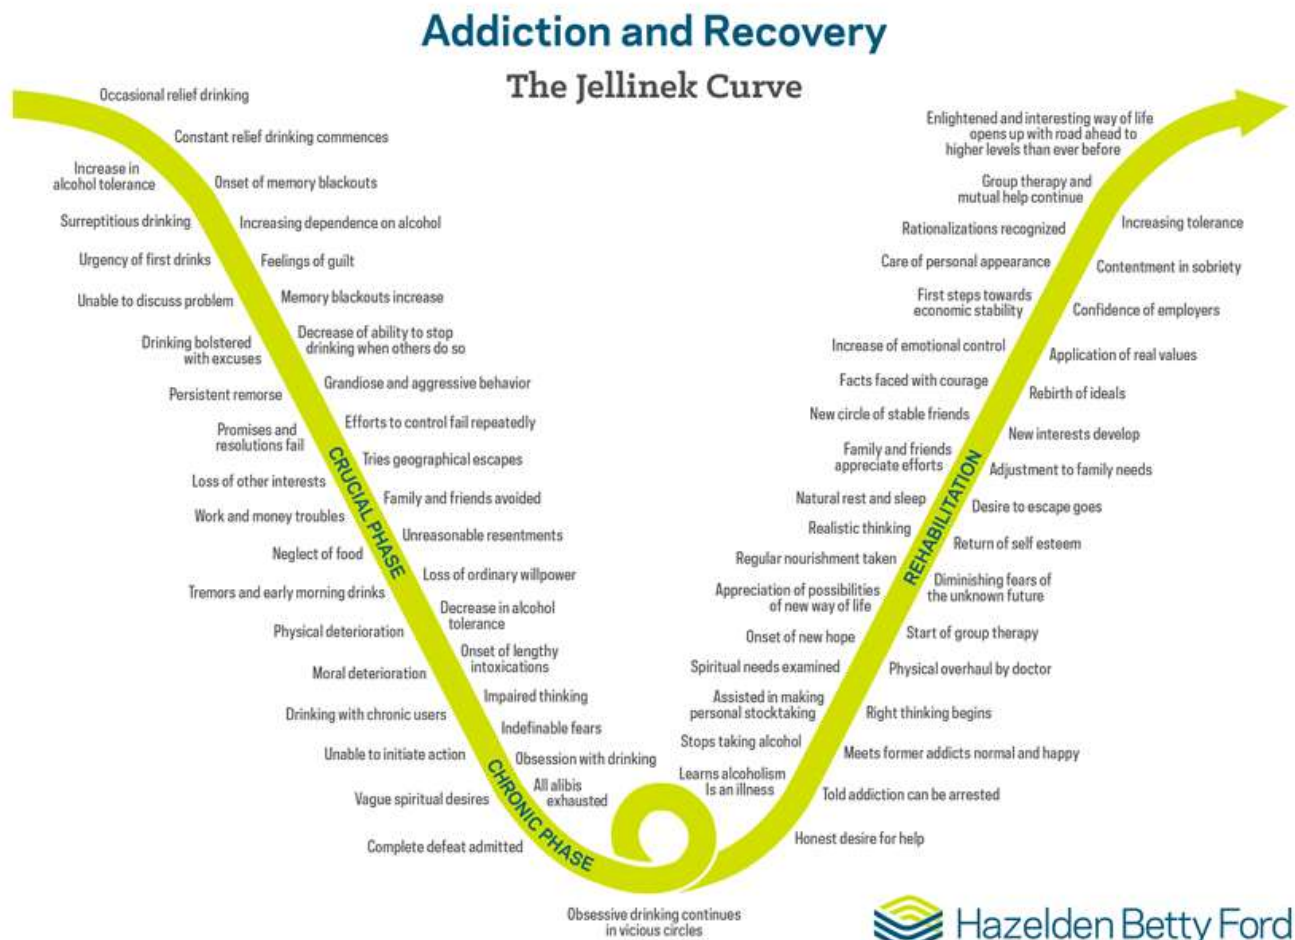 Addiction and Recovery
The Jellinek Curve
Occasional relief drinking
Constant relief drinking commences
Increase in
alcohol tolerance
Onset of memory blackouts
Surreptitious drinking
Increasing dependence on alcohol
Urgency of first drinks
Feelings of guilt
Unable to discuss problem
Memory blackouts increase
Drinking bolstered
with excuses
Decrease of ability to stop
drinking when others do so
Persistent remorse
Grandiose and aggressive behavior
Promises and
resolutions fail
Efforts to control fail repeatedly
Loss of other interests
Tries geographical escapes
Work and money troubles
Family and friends avoided
Neglect of food
Unreasonable resentments
Tremors and early morning drinks
Loss of ordinary willpower
Physical deterioration
Decrease in alcohol
tolerance
Moral deterioration
Onset of lengthy
intoxications
Drinking with chronic users
Impaired thinking
Unable to initiate action
Indefinable fears
Vague spiritual desires
Obsession with drinking
Complete defeat admitted
All alibis
exhausted
CRUCIAL PHASE
CHRONIC PHASE
Obsessive drinking continues
in vicious circles
REHABILITATION
Enlightened and interesting way of life
opens up with road ahead to
higher levels than ever before
Group therapy and
mutual help continue
Increasing tolerance
Rationalizations recognized
Contentment in sobriety
Care of personal appearance
Confidence of employers
First steps towards
economic stability
Application of real values
Increase of emotional control
Rebirth of ideals
Facts faced with courage
New interests develop
New circle of stable friends
Adjustment to family needs
Family and friends
appreciate efforts
Desire to escape goes
Natural rest and sleep
Return of self esteem
Realistic thinking
Diminishing fears of
the unknown future
Regular nourishment taken
Start of group therapy
Appreciation of possibilities
of new way of life
Physical overhaul by doctor
Onset of new hope
Right thinking begins
Spiritual needs examined
Meets former addicts normal and happy
Assisted in making
personal stocktaking
Told addiction can be arrested
Stops taking alcohol
Honest desire for help
Learns alcoholism
Is an illness
Hazelden Betty Ford